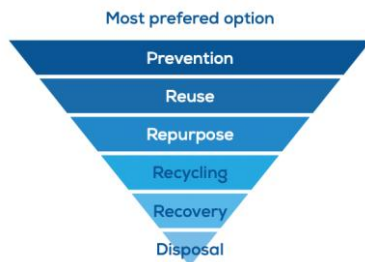 Most prefered option
Prevention
Reuse
Repurpose
Recycling
Recovery
Disposal